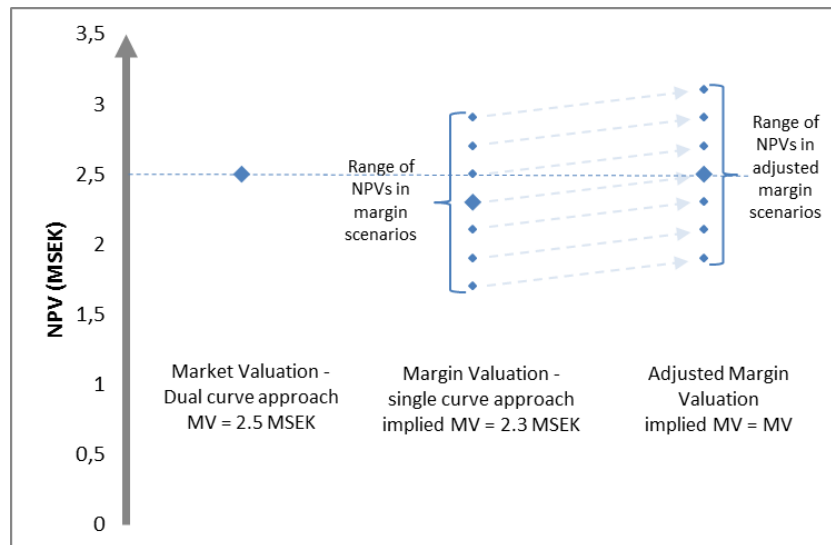 NPV (MSEK)
3,5
3
2,5
2
1,5
1
0,5
0
Range of
NPVs in
margin
scenarios
Range of
NPVs in
adjusted
margin
scenarios
Market Valuation -
Dual curve approach
MV = 2.5 MSEK
Margin Valuation -
single curve approach
implied MV = 2.3 MSEK
Adjusted Margin
Valuation
implied MV = MV